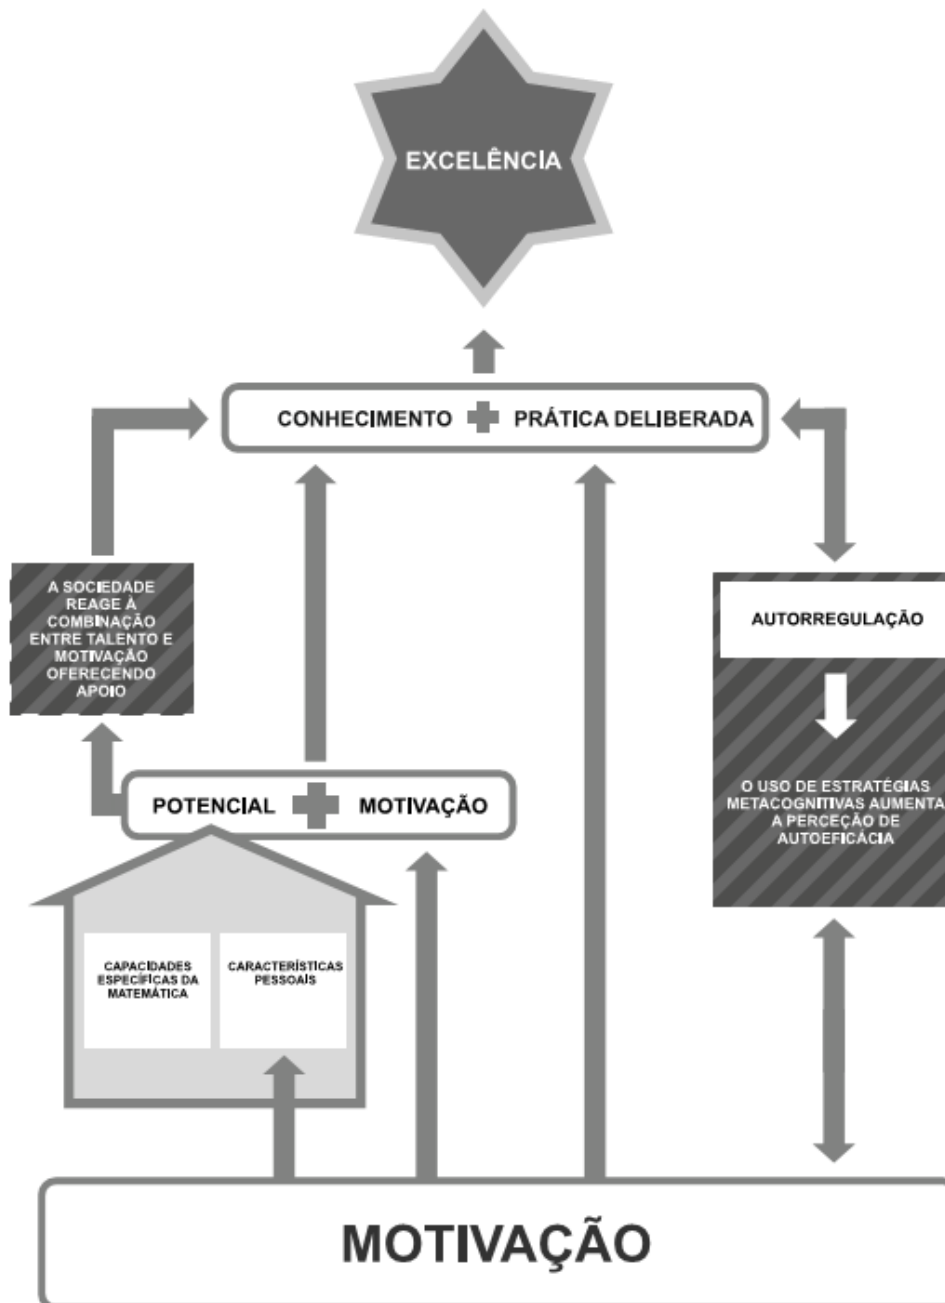 EXCELÊNCIA
CONHECIMENTO + PRÁTICA DELIBERADA
A SOCIEDADE
REAGE À
COMBINAÇÃO
ENTRE TALENTO E
MOTIVAÇÃO
OFERECENDO
APOIO
AUTORREGULAÇÃO
O USO DE ESTRATÉGIAS
METACOGNITIVAS AUMENTA
A PERCEÇÃO DE
AUTOEFICÁCIA
POTENCIAL + MOTIVAÇÃO
CAPACIDADES
ESPECÍFICAS DA
MATEMÁTICA
CARACTERÍSTICAS
PESSOAIS
MOTIVAÇÃO